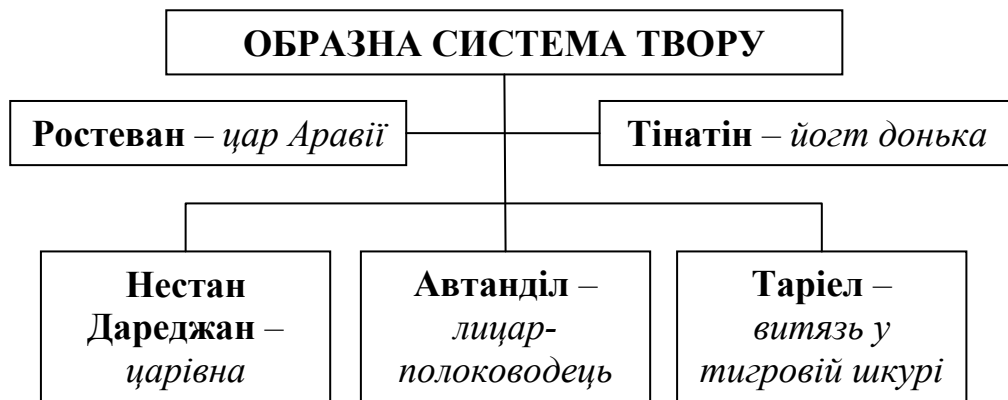 ОБРАЗНА СИСТЕМА ТВОРУ
Ростеван – цар Аравії
Тінатін – йогт донька
Нестан
Дареджан –
царівна
Автанділ –
лицар-
полоководець
Таріел –
витязь у
тигровій шкурі